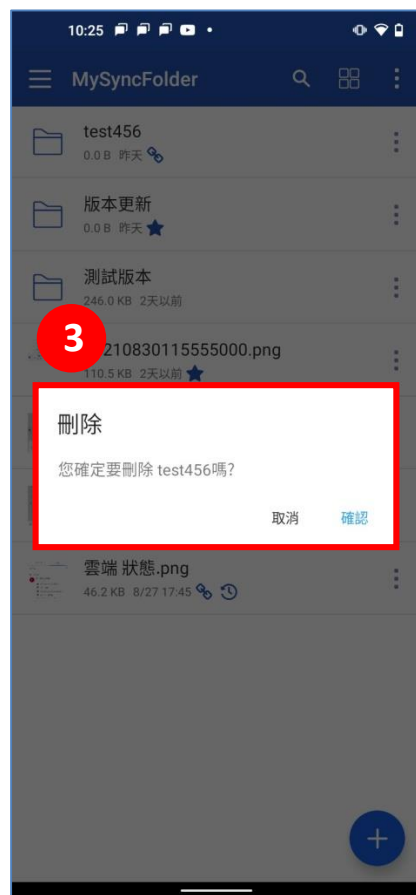 10:25
MySyncFolder
test456
0.0 B 昨天
版本更新
0.0 B 昨天
測試版本
246.0 KB 2天以前
3
210830115555000.png
110.5 KB 2天以前
刪除
您確定要刪除 test456嗎?
取消 確認
雲端 狀態.png
46.2 KB 8/27 17:45